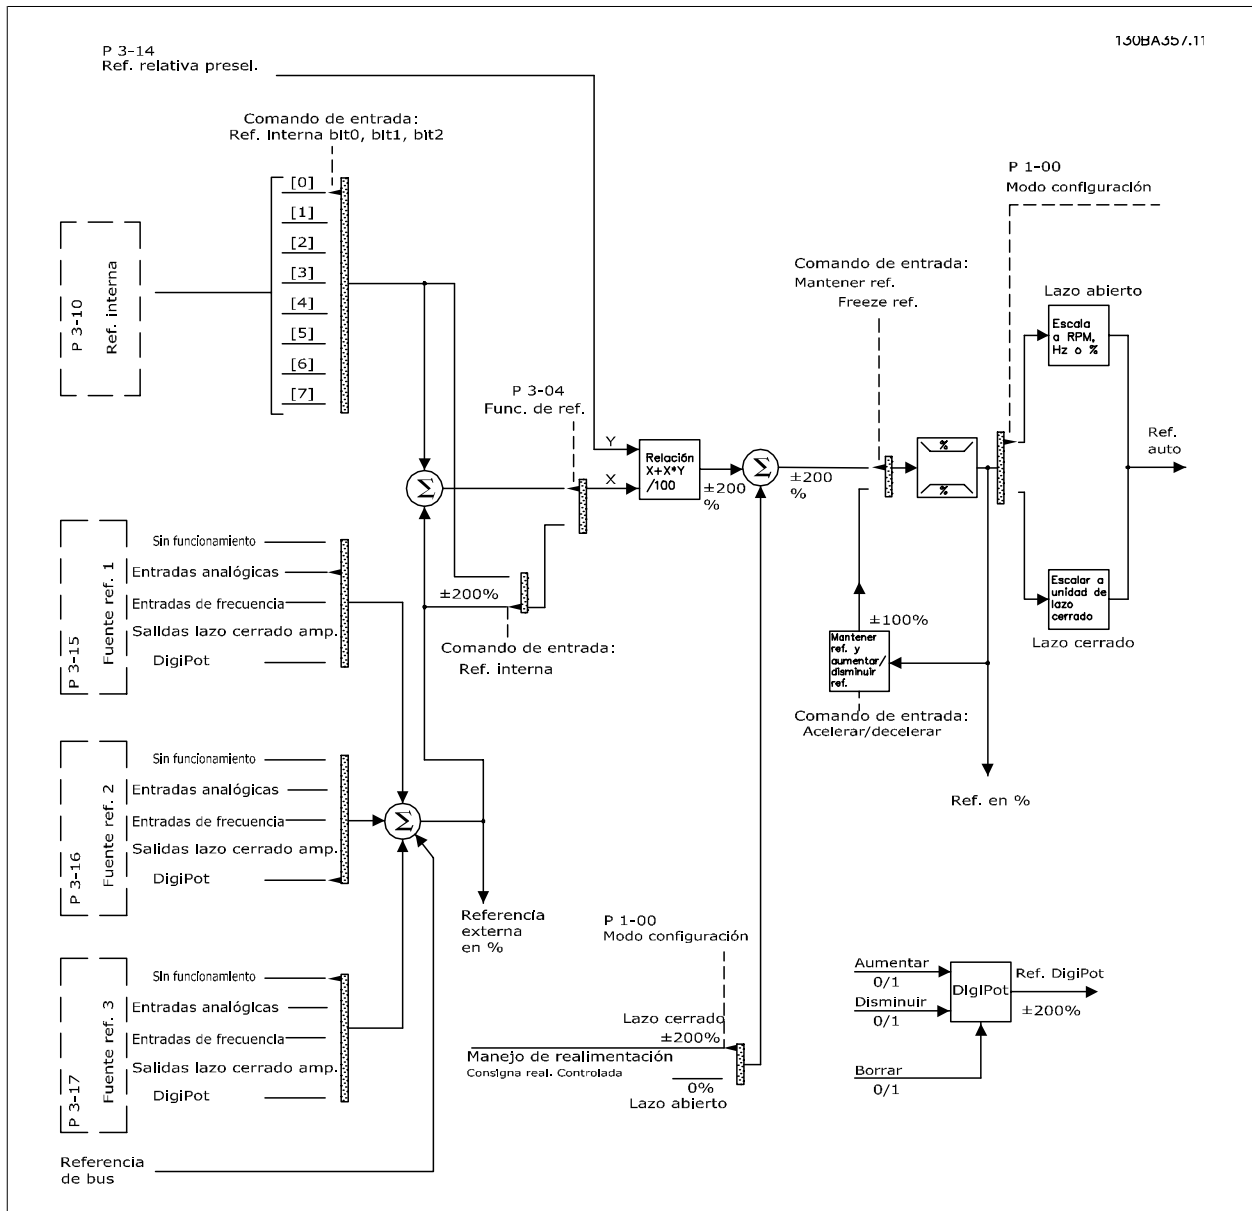 130BA357.11
P 3-14
Ref. relativa presel.
Comando de entrada:
Ref. Interna bit0, bit1, bit2
[0]
[1]
[2]
[3]
[4]
[5]
[6]
[7]
P 3-10
Ref. interna
P 3-04
Func. de ref.
Y
X
Relación
X+X*Y
/100
±200
%
Σ
±200
%
Comando de entrada:
Mantener ref.
Freeze ref.
%
%
P 1-00
Modo configuración
Lazo abierto
Escala
a RPM,
Hz o %
Ref.
auto
Escalar a
unidad de
lazo
cerrado
Lazo cerrado
Σ
±200%
Comando de entrada:
Ref. interna
±100%
Mantener
ref. y
aumentar/
disminuir
ref.
Comando de entrada:
Acelerar/decelerar
Ref. en %
P 3-15
Fuente ref. 1
Sin funcionamiento
Entradas analógicas
Entradas de frecuencia
Salidas lazo cerrado amp.
DigiPot
P 3-16
Fuente ref. 2
Sin funcionamiento
Entradas analógicas
Entradas de frecuencia
Salidas lazo cerrado amp.
DigiPot
Σ
Referencia
externa
en %
P 3-17
Fuente ref. 3
Sin funcionamiento
Entradas analógicas
Entradas de frecuencia
Salidas lazo cerrado amp.
DigiPot
Referencia
de bus
P 1-00
Modo configuración
Lazo cerrado
±200%
Manejo de realimentación
Consigna real. Controlada
0%
Lazo abierto
Aumentar
0/1
Disminuir
0/1
Borrar
0/1
DigiPot
Ref. DigiPot
±200%